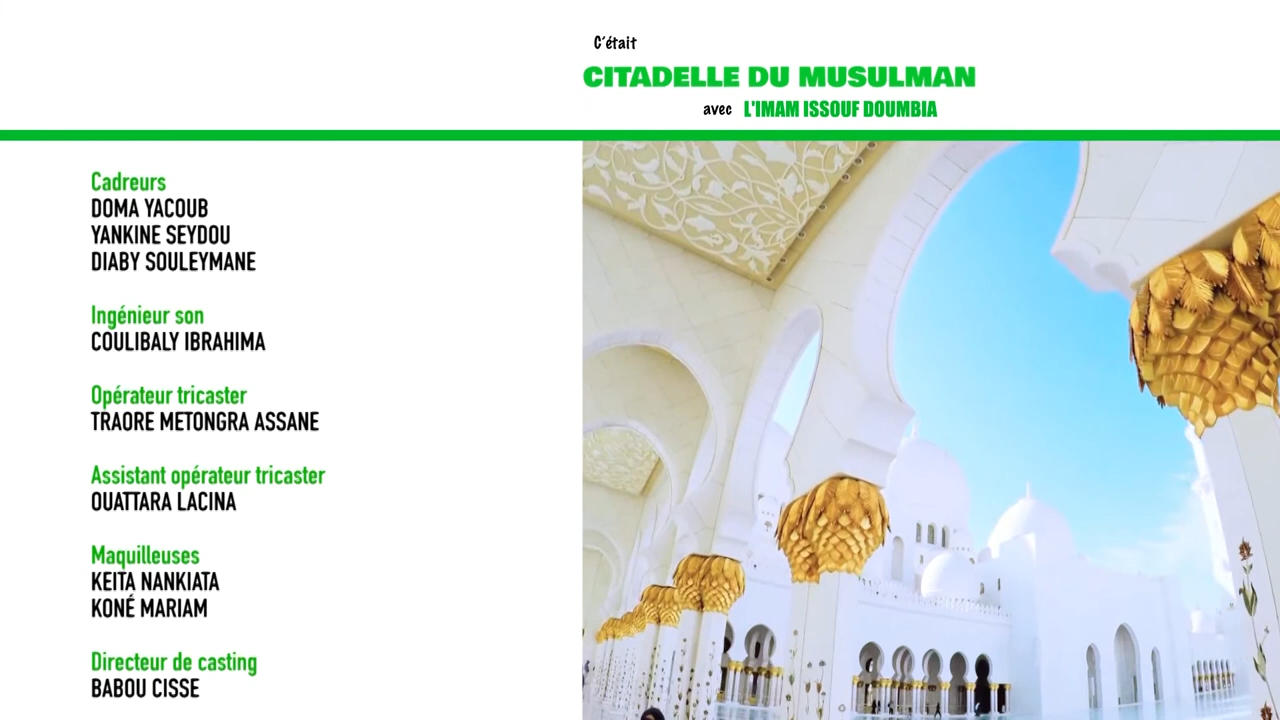 C'était
CITADELLE DU MUSULMAN
avec L'IMAM ISSOUF DOUMBIA
Cadreurs
DOMA YACOUB
YANKINE SEYDOU
DIABY SOULEYMANE
Ingénieur son
COULIBALY IBRAHIMA
Opérateur tricaster
TRAORE METONGRA ASSANE
Assistant opérateur tricaster
OUATTARA LACINA
Maquilleuses
KEITA NANKIATA
KONÉ MARIAM
Directeur de casting
BABOU CISSE